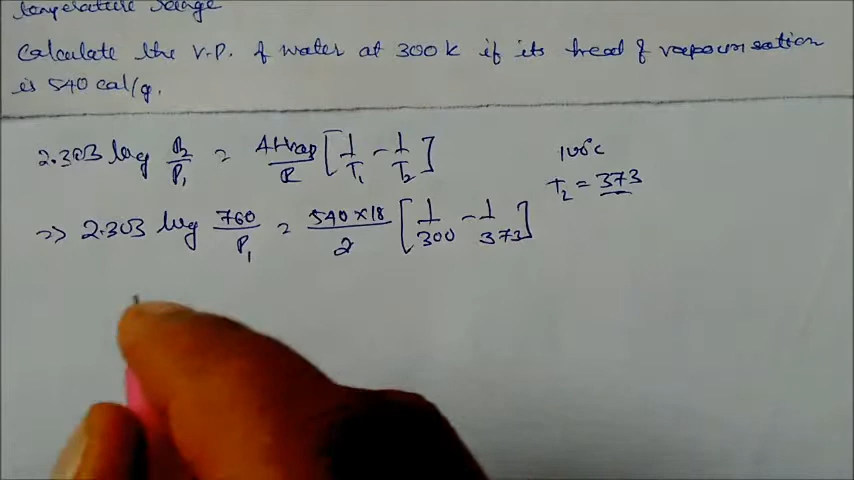 temperature range
Calculate the V.P. of water at 300 K if its heat of vapourisation
is 540 cal/g.
2.303 log P₂/P₁ = ΔHvap/R [1/T₁ - 1/T₂]
100°C
T₂ = 373
=> 2.303 log 760/P₁ = 540×18/2 [1/300 - 1/373]